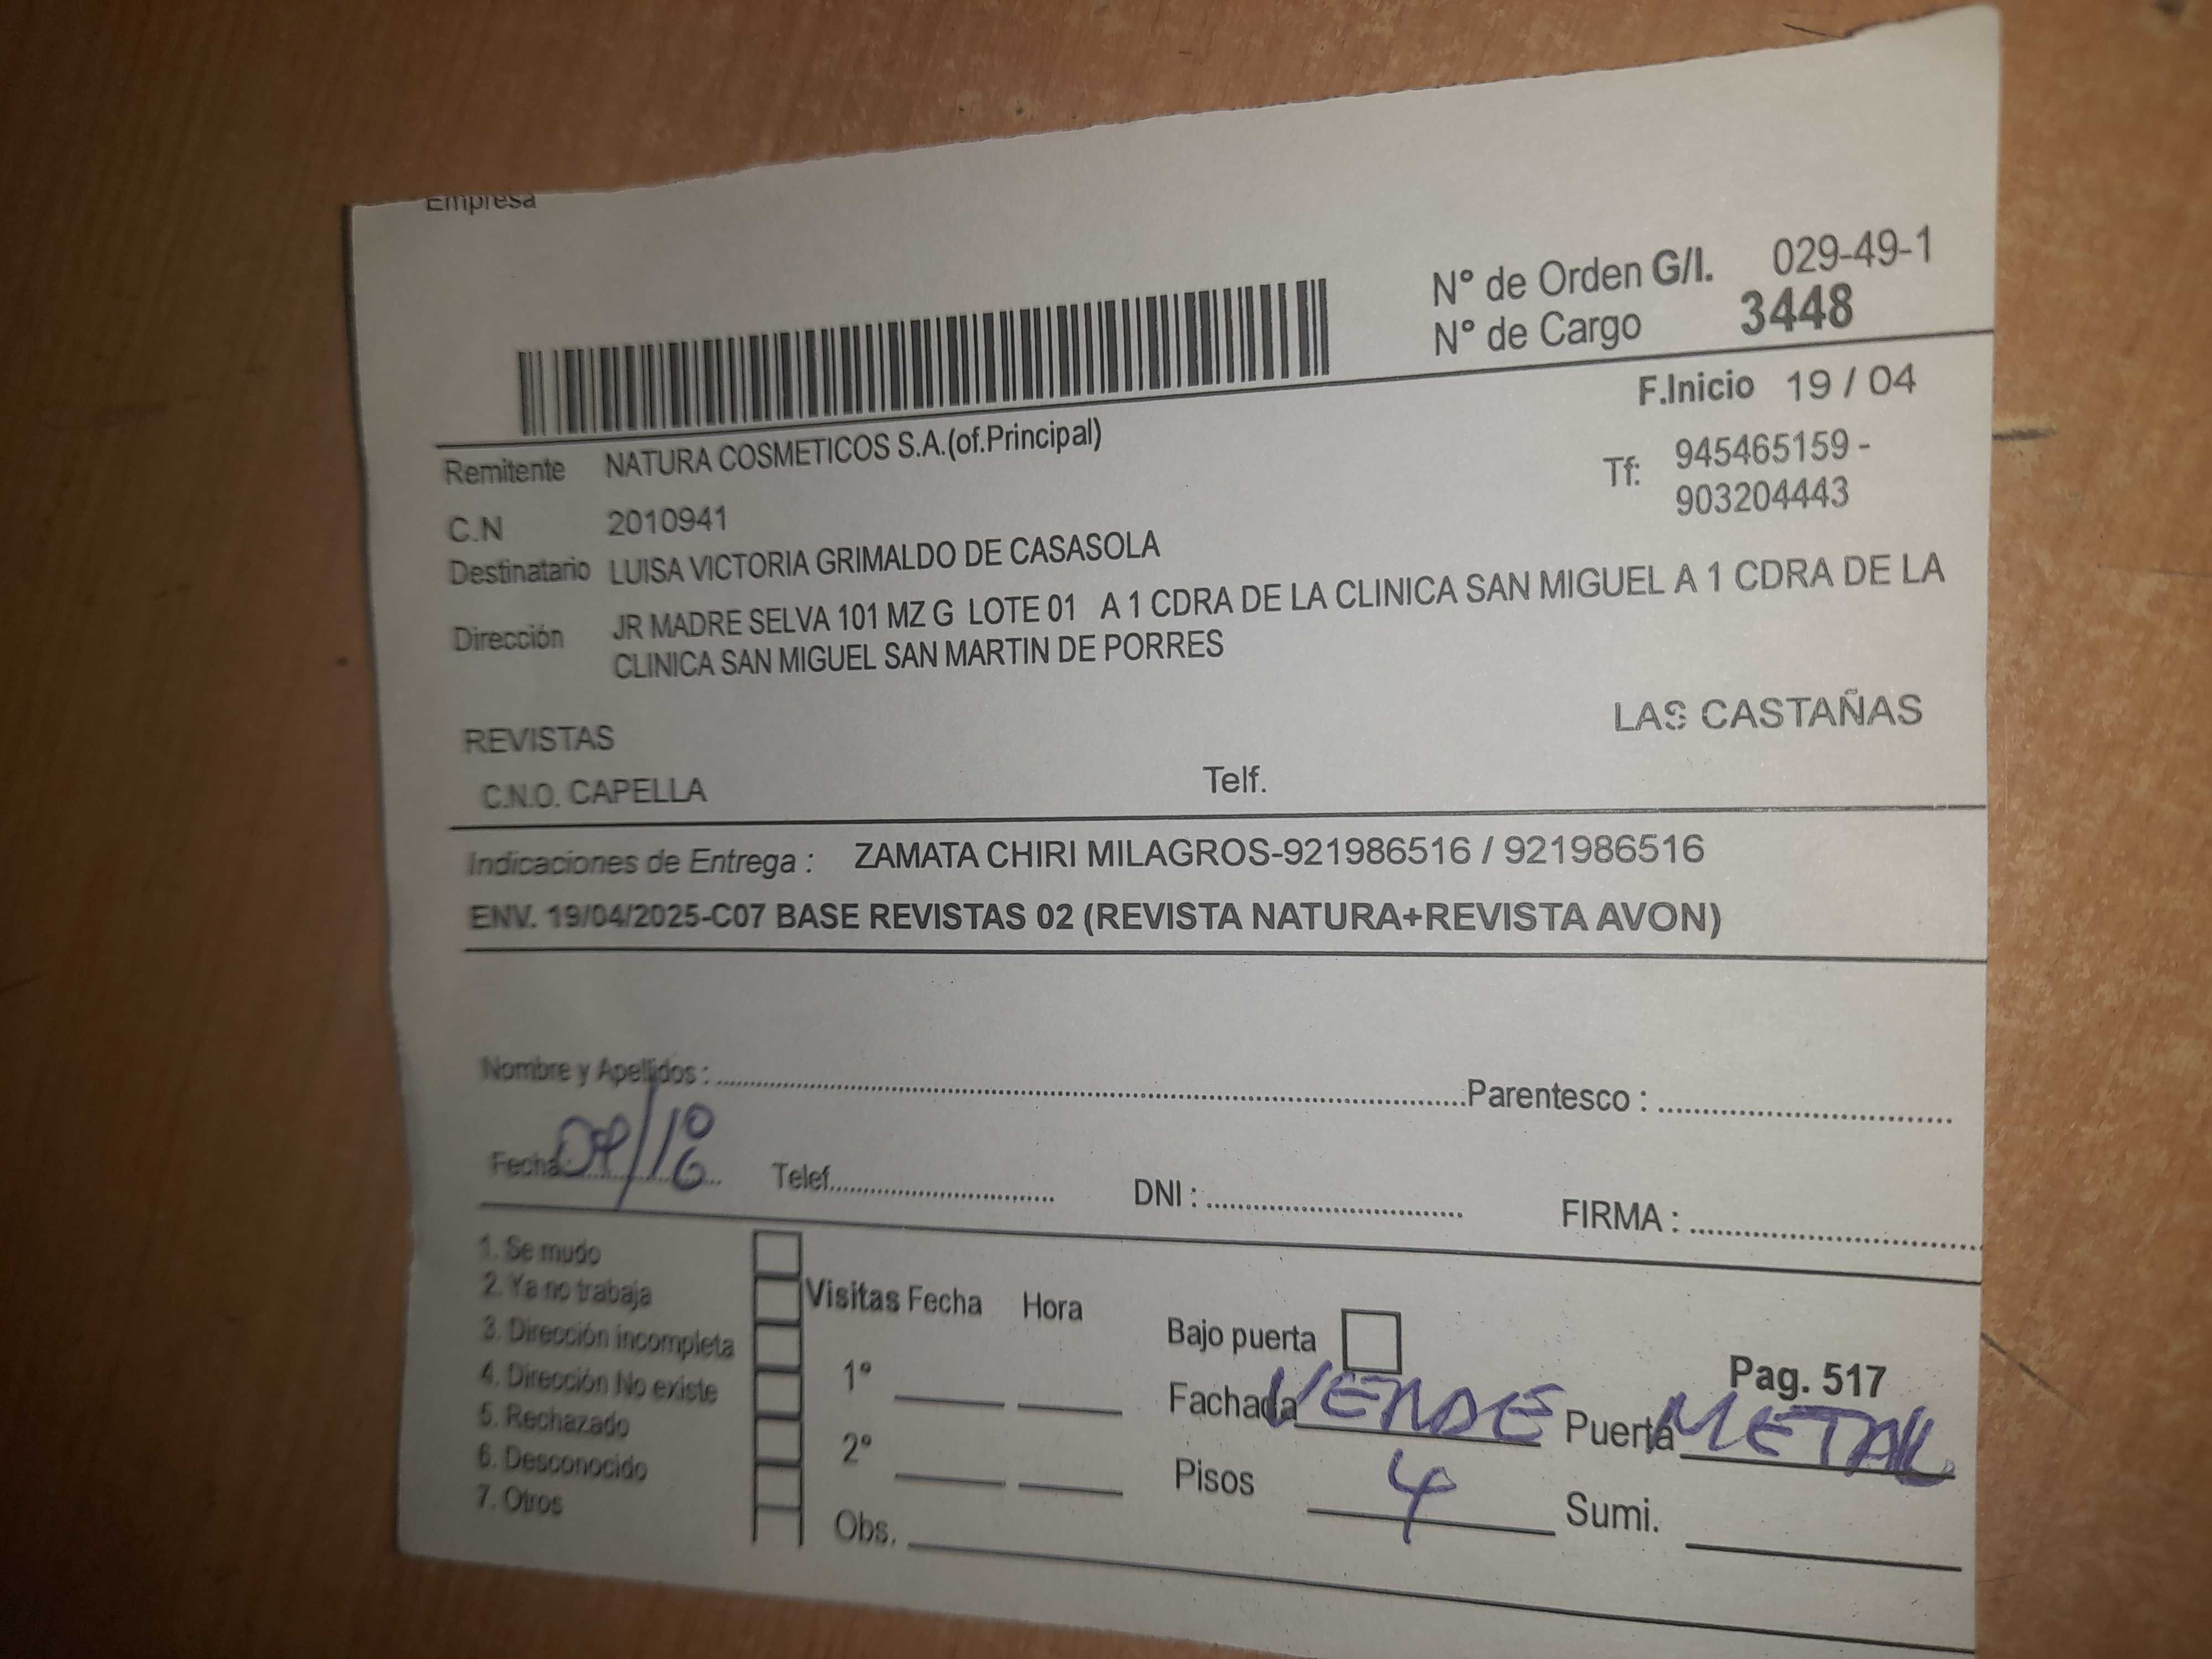 Empresa
N° de Orden G/I. 029-49-1
N° de Cargo 3448
F.Inicio 19 / 04
Remitente NATURA COSMETICOS S.A.(of.Principal)
Tf: 945465159 -
903204443
C.N 2010941
Destinatario LUISA VICTORIA GRIMALDO DE CASASOLA
Dirección JR MADRE SELVA 101 MZ G LOTE 01 A 1 CDRA DE LA CLINICA SAN MIGUEL A 1 CDRA DE LA
CLINICA SAN MIGUEL SAN MARTIN DE PORRES
LAS CASTAÑAS
REVISTAS
C.N.O. CAPELLA Telf.
Indicaciones de Entrega : ZAMATA CHIRI MILAGROS-921986516 / 921986516
ENV. 19/04/2025-C07 BASE REVISTAS 02 (REVISTA NATURA+REVISTA AVON)
Nombre y Apellidos : Parentesco :
Fecha: Telef. DNI : FIRMA :
1. Se mudo
2. Ya no trabaja
3. Dirección incompleta
4. Dirección No existe
5. Rechazado
6. Desconocido
7. Otros
Visitas Fecha Hora
1°
2°
Obs.
Bajo puerta
Pag. 517
Fachada VERDE Puerta METAL
Pisos 4 Sumi.